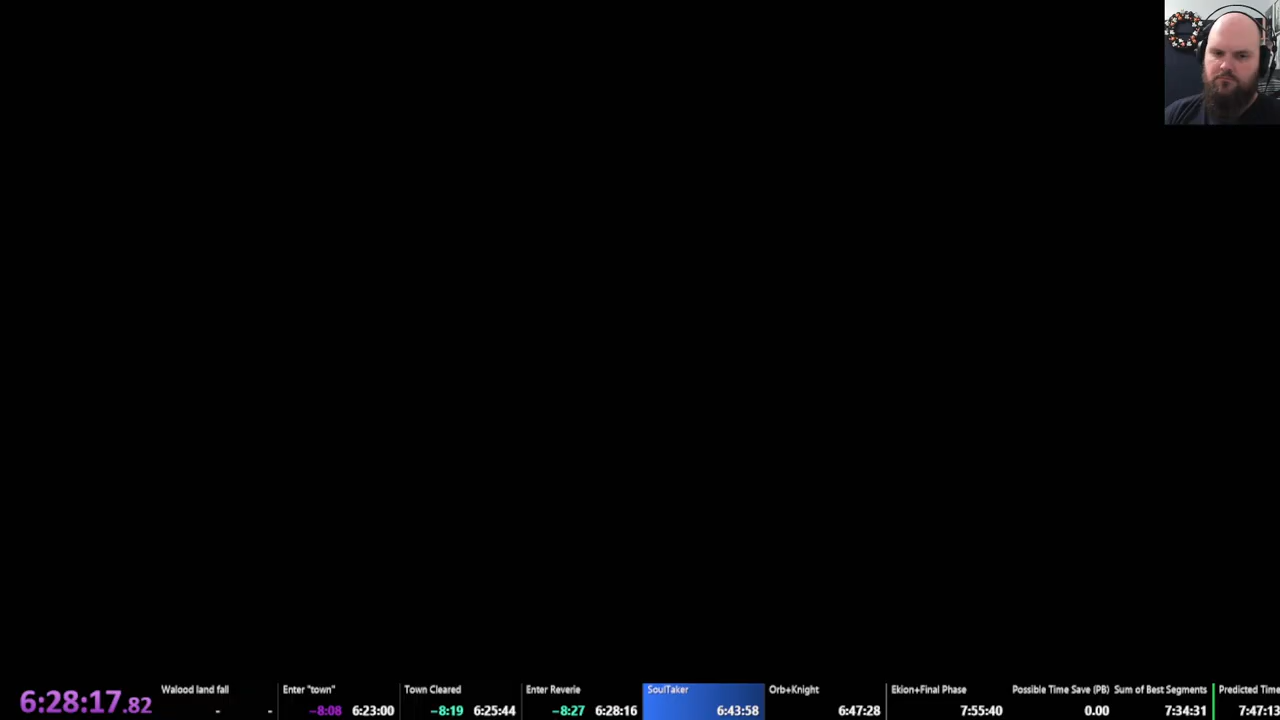 6:28:17.82
Walood land fall
- -
Enter "town"
-8:08 6:23:00
Town Cleared
-8:19 6:25:44
Enter Reverie
-8:27 6:28:16
SoulTaker
6:43:58
Orb+Knight
6:47:28
Ekion+Final Phase
7:55:40
Possible Time Save (PB)
0.00
Sum of Best Segments
7:34:31
Predicted Time
7:47:13